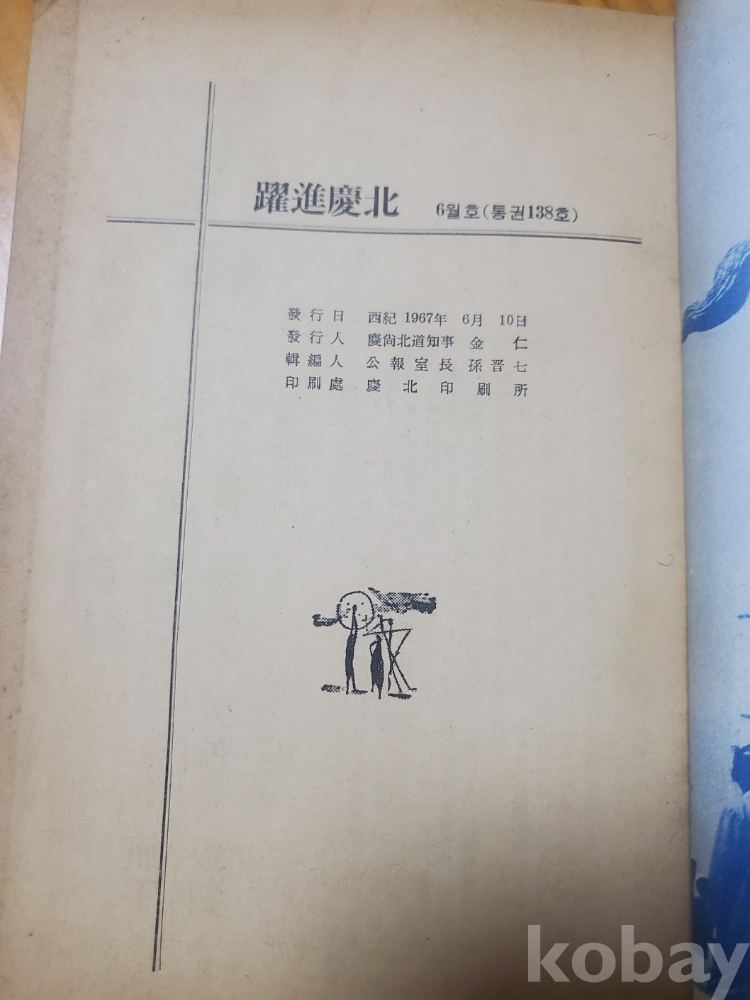 躍進慶北 6월호(통권138호)
發行日 西紀 1967年 6月 10日
發行人 慶尙北道知事 金仁
輯編人 公報室長 孫晋七
印刷處 慶北印刷所
kobay